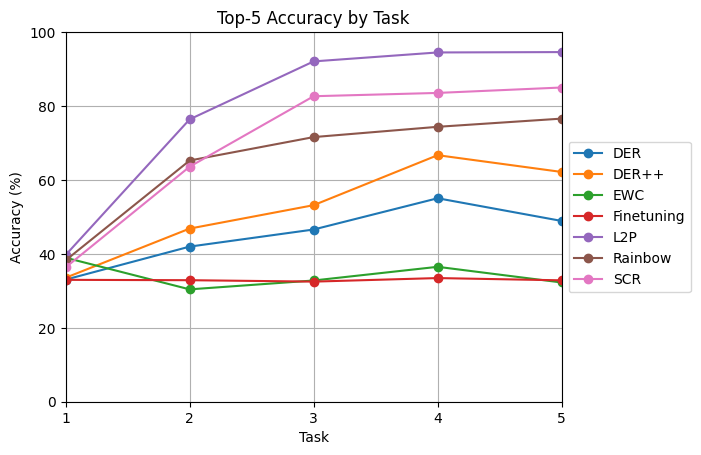 Top-5 Accuracy by Task
Accuracy (%)
100
80
60
40
20
0
1 2 3 4 5
Task
DER
DER++
EWC
Finetuning
L2P
Rainbow
SCR